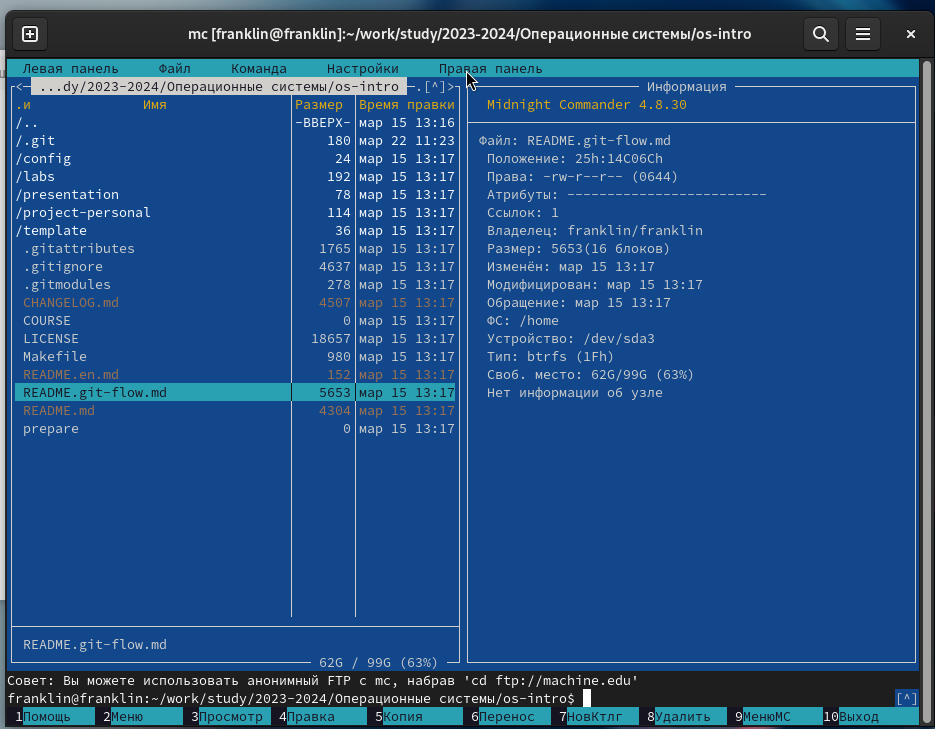 mc [franklin@franklin]:~/work/study/2023-2024/Операционные системы/os-intro
Левая панель Файл Команда Настройки Правая панель
<─ ...dy/2023-2024/Операционные системы/os-intro ─.[^]>
.и Имя Размер Время правки
/.. -ВВЕРХ- мар 15 13:16
/.git 180 мар 22 11:23
/config 24 мар 15 13:17
/labs 192 мар 15 13:17
/presentation 78 мар 15 13:17
/project-personal 114 мар 15 13:17
/template 36 мар 15 13:17
.gitattributes 1765 мар 15 13:17
.gitignore 4637 мар 15 13:17
.gitmodules 278 мар 15 13:17
CHANGELOG.md 4507 мар 15 13:17
COURSE 0 мар 15 13:17
LICENSE 18657 мар 15 13:17
Makefile 980 мар 15 13:17
README.en.md 152 мар 15 13:17
README.git-flow.md 5653 мар 15 13:17
README.md 4304 мар 15 13:17
prepare 0 мар 15 13:17
README.git-flow.md
62G / 99G (63%)
Информация
Midnight Commander 4.8.30
Файл: README.git-flow.md
Положение: 25h:14C06Ch
Права: -rw-r--r-- (0644)
Атрибуты: -------------------------
Ссылок: 1
Владелец: franklin/franklin
Размер: 5653(16 блоков)
Изменён: мар 15 13:17
Модифицирован: мар 15 13:17
Обращение: мар 15 13:17
ФС: /home
Устройство: /dev/sda3
Тип: btrfs (1Fh)
Своб. место: 62G/99G (63%)
Нет информации об узле
Совет: Вы можете использовать анонимный FTP с mc, набрав 'cd ftp://machine.edu'
franklin@franklin:~/work/study/2023-2024/Операционные системы/os-intro$ [^]
1Помощь 2Меню 3Просмотр 4Правка 5Копия 6Перенос 7НовКтлг 8Удалить 9МенюМС 10Выход